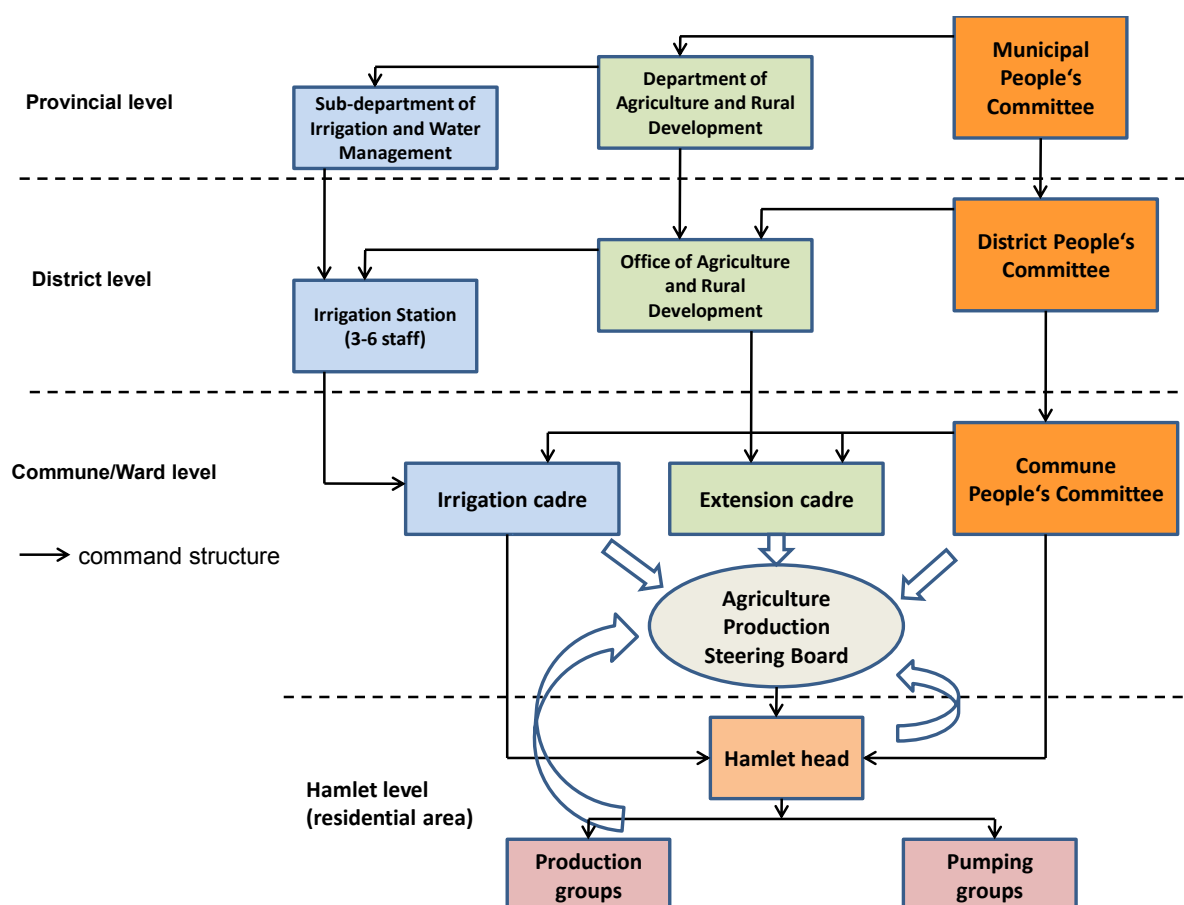 Municipal
People‘s
Committee
Department of
Agriculture and Rural
Development
Provincial level
Sub-department of
Irrigation and Water
Management
District People‘s
Committee
Office of Agriculture
and Rural
Development
District level
Irrigation Station
(3-6 staff)
Commune/Ward level
Irrigation cadre
Extension cadre
Commune
People‘s Committee
command structure
Agriculture
Production
Steering Board
Hamlet head
Hamlet level
(residential area)
Production
groups
Pumping
groups